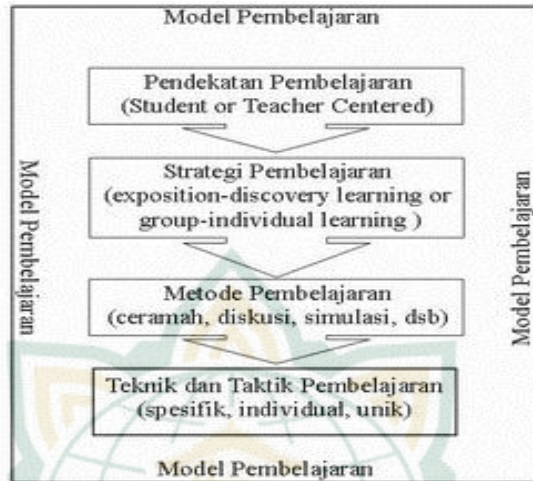 Model Pembelajaran
Pendekatan Pembelajaran
(Student or Teacher Centered)
Strategi Pembelajaran
(exposition-discovery learning or
group-individual learning )
Metode Pembelajaran
(ceramah, diskusi, simulasi, dsb)
Teknik dan Taktik Pembelajaran
(spesifik, individual, unik)
Model Pembelajaran
Model Pembelajaran
Model Pembelajaran